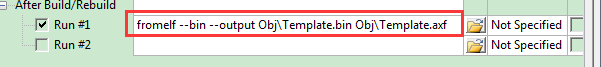 After Build/Rebuild
Run #1 fromelf --bin --output Obj\Template.bin Obj\Template.axf Not Specified
Run #2 Not Specified